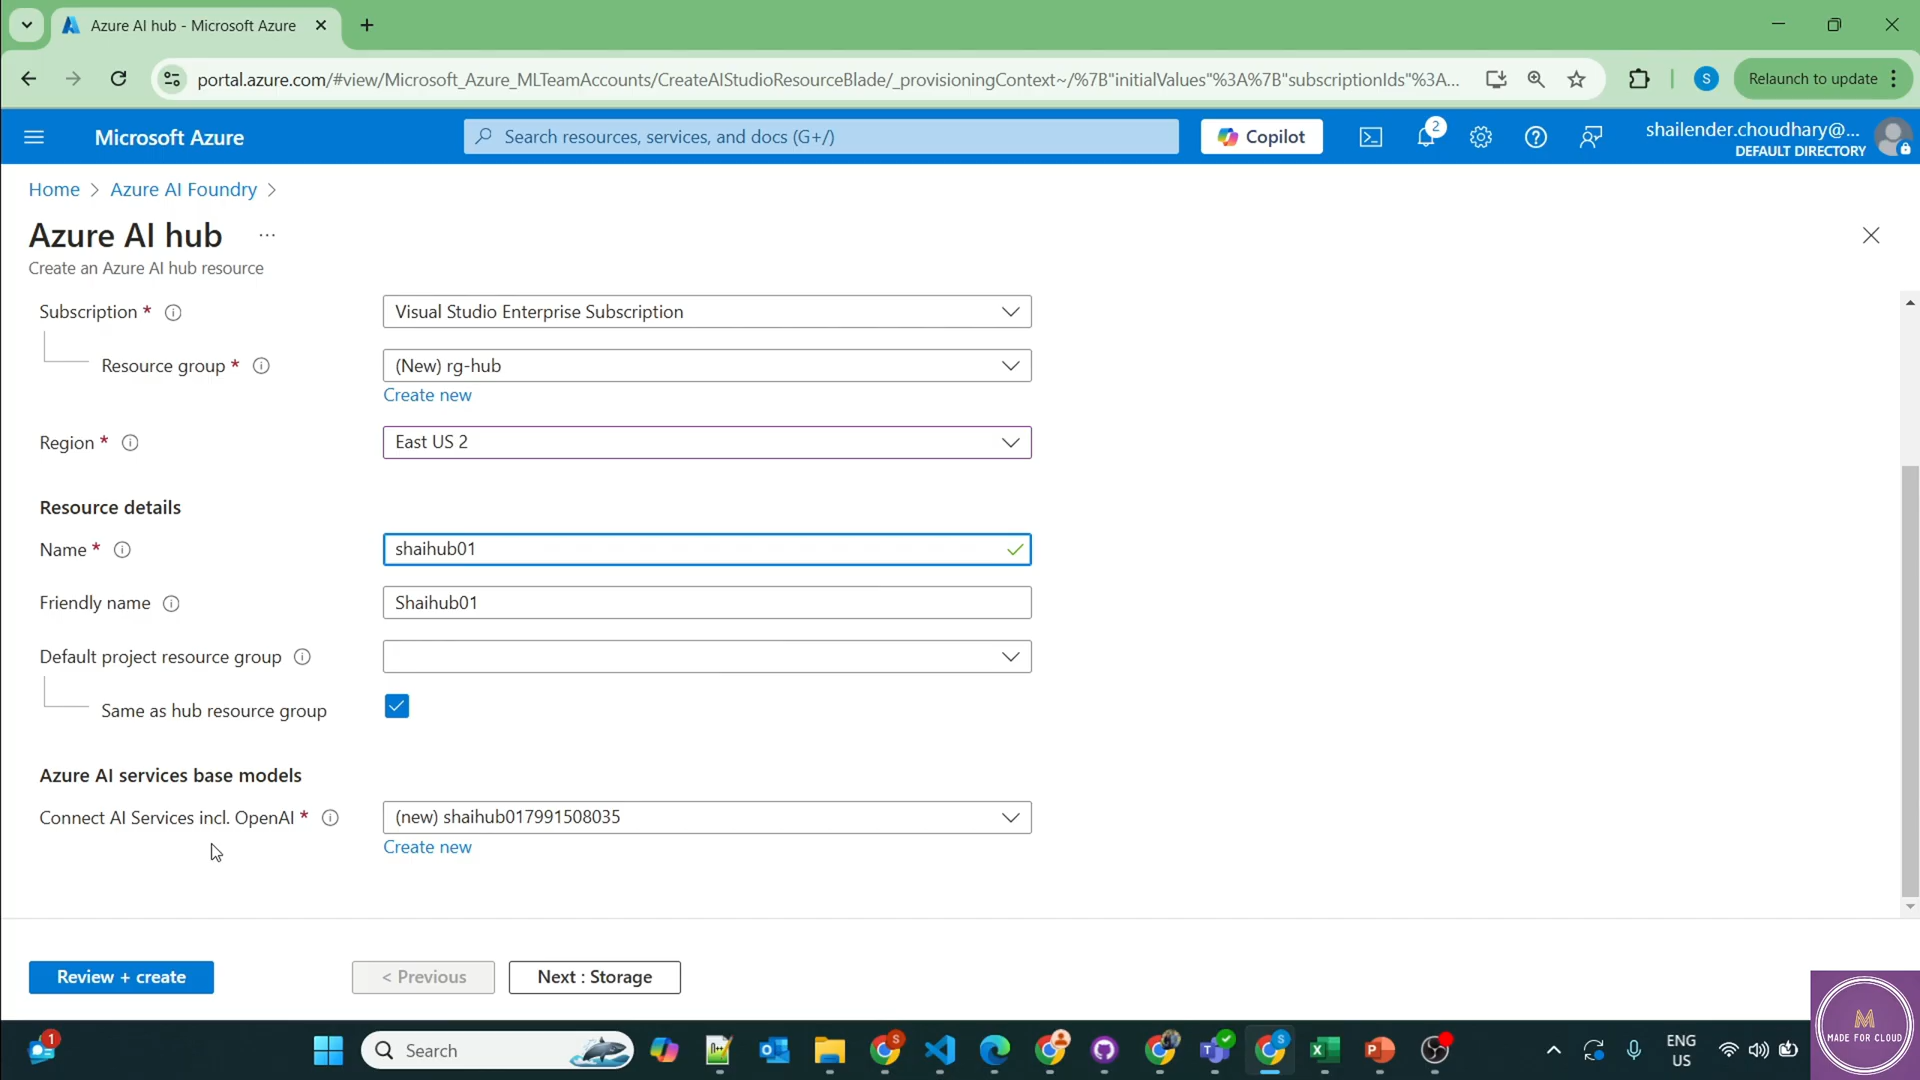 Azure AI hub - Microsoft Azure
portal.azure.com/#view/Microsoft_Azure_MLTeamAccounts/CreateAIStudioResourceBlade/_provisioningContext~/%7B"initialValues"%3A%7B"subscriptionIds"%3A...
S
Relaunch to update
Microsoft Azure
Search resources, services, and docs (G+/)
Copilot
2
shailender.choudhary@...
DEFAULT DIRECTORY
Home > Azure AI Foundry >
Azure AI hub ...
Create an Azure AI hub resource
Subscription *
Visual Studio Enterprise Subscription
Resource group *
(New) rg-hub
Create new
Region *
East US 2
Resource details
Name *
shaihub01
Friendly name
Shaihub01
Default project resource group
Same as hub resource group
Azure AI services base models
Connect AI Services incl. OpenAI *
(new) shaihub017991508035
Create new
Review + create
< Previous
Next : Storage
M
MADE FOR CLOUD
1
Search
ENG
US